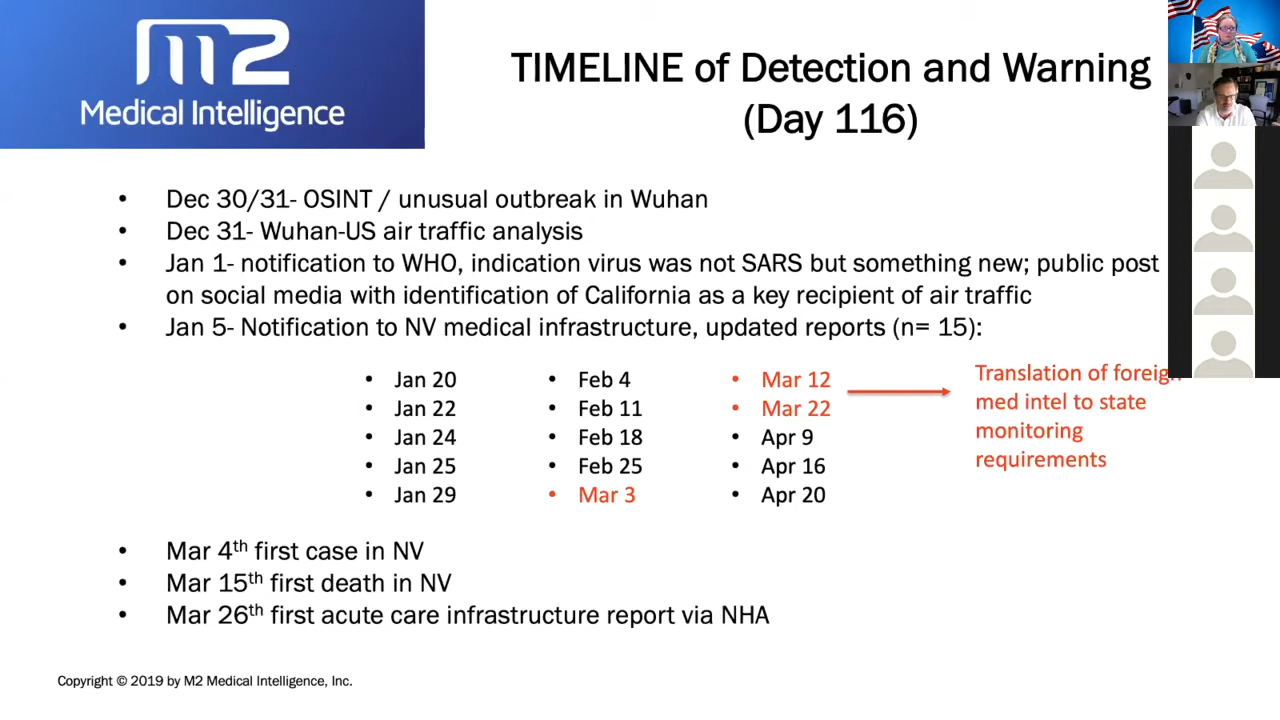 m2
Medical Intelligence
TIMELINE of Detection and Warning
(Day 116)
• Dec 30/31- OSINT / unusual outbreak in Wuhan
• Dec 31- Wuhan-US air traffic analysis
• Jan 1- notification to WHO, indication virus was not SARS but something new; public post
on social media with identification of California as a key recipient of air traffic
• Jan 5- Notification to NV medical infrastructure, updated reports (n= 15):
• Jan 20
• Jan 22
• Jan 24
• Jan 25
• Jan 29
• Feb 4
• Feb 11
• Feb 18
• Feb 25
• Mar 3
• Mar 12
• Mar 22
• Apr 9
• Apr 16
• Apr 20
Translation of foreign
med intel to state
monitoring
requirements
• Mar 4th first case in NV
• Mar 15th first death in NV
• Mar 26th first acute care infrastructure report via NHA
Copyright © 2019 by M2 Medical Intelligence, Inc.